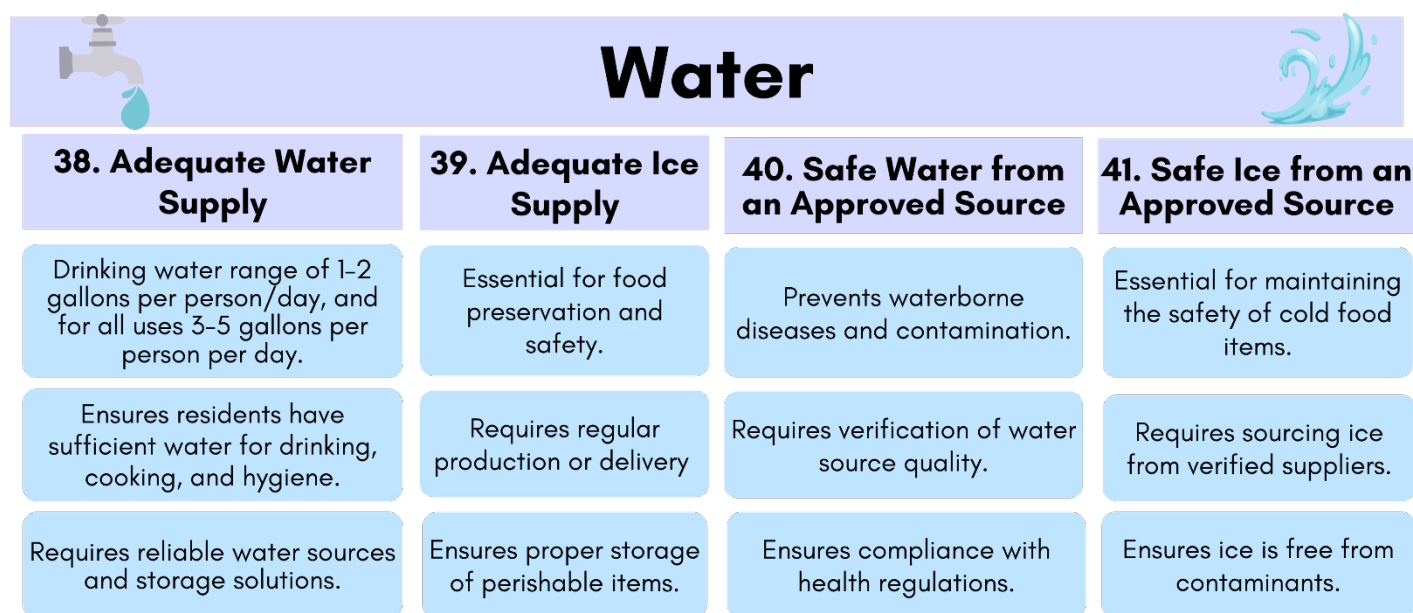 Water
38. Adequate Water
Supply
39. Adequate Ice
Supply
40. Safe Water from
an Approved Source
41. Safe Ice from an
Approved Source
Drinking water range of 1-2
gallons per person/day, and
for all uses 3-5 gallons per
person per day.
Essential for food
preservation and
safety.
Prevents waterborne
diseases and contamination.
Essential for maintaining
the safety of cold food
items.
Ensures residents have
sufficient water for drinking,
cooking, and hygiene.
Requires regular
production or delivery
Requires verification of water
source quality.
Requires sourcing ice
from verified suppliers.
Requires reliable water sources
and storage solutions.
Ensures proper storage
of perishable items.
Ensures compliance with
health regulations.
Ensures ice is free from
contaminants.